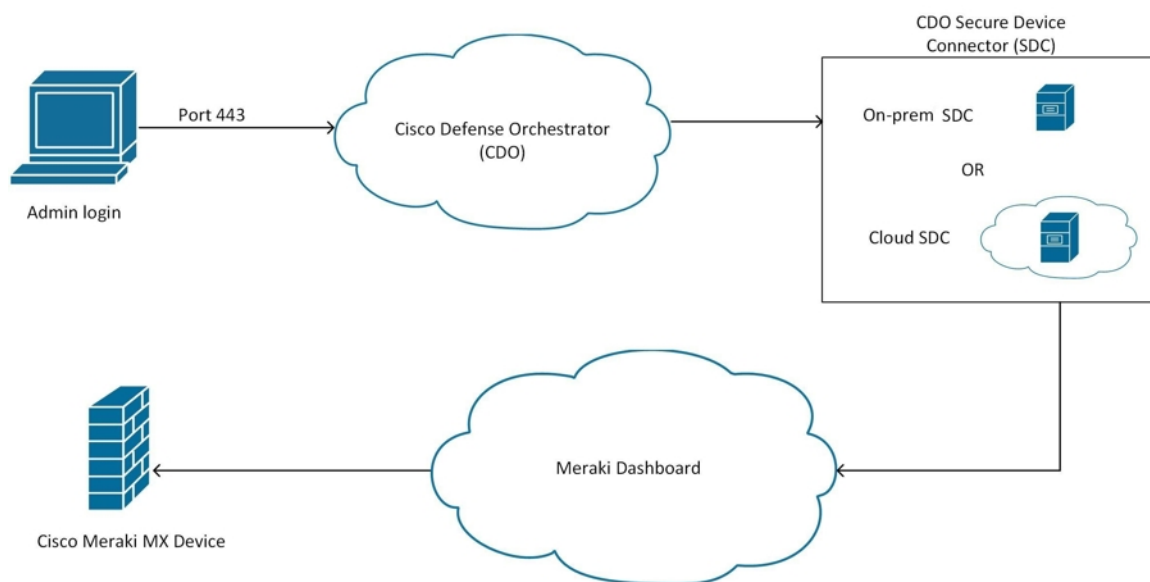 CDO Secure Device
Connector (SDC)
Port 443
Cisco Defense Orchestrator
(CDO)
On-prem SDC
OR
Admin login
Cloud SDC
Meraki Dashboard
Cisco Meraki MX Device